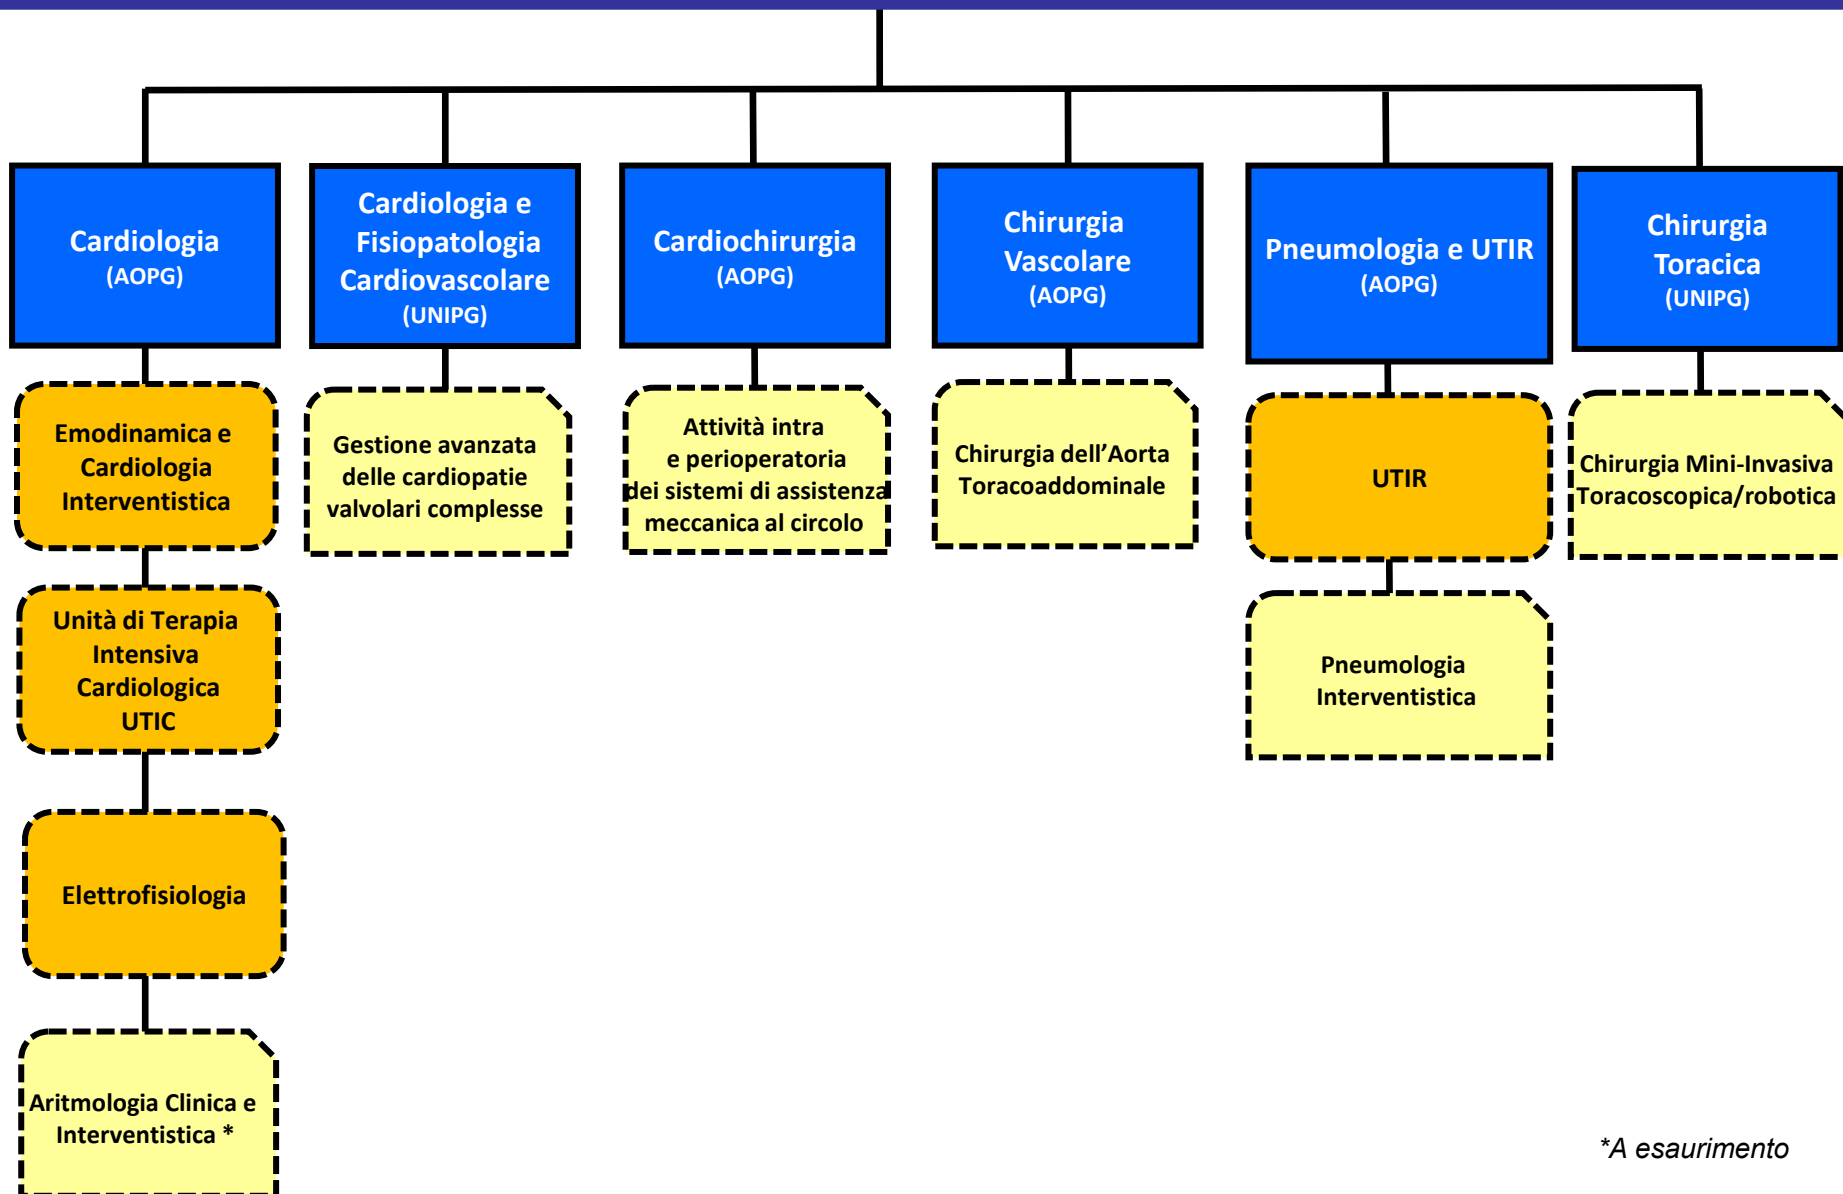 Cardiologia
(AOPG)
Cardiologia e
Fisiopatologia
Cardiovascolare
(UNIPG)
Cardiochirurgia
(AOPG)
Chirurgia
Vascolare
(AOPG)
Pneumologia e UTIR
(AOPG)
Chirurgia
Toracica
(UNIPG)
Emodinamica e
Cardiologia
Interventistica
Gestione avanzata
delle cardiopatie
valvolari complesse
Attività intra
e perioperatoria
dei sistemi di assistenza
meccanica al circolo
Chirurgia dell’Aorta
Toracoaddominale
UTIR
Chirurgia Mini-Invasiva
Toracoscopica/robotica
Unità di Terapia
Intensiva
Cardiologica
UTIC
Pneumologia
Interventistica
Elettrofisiologia
Aritmologia Clinica e
Interventistica *
*A esaurimento